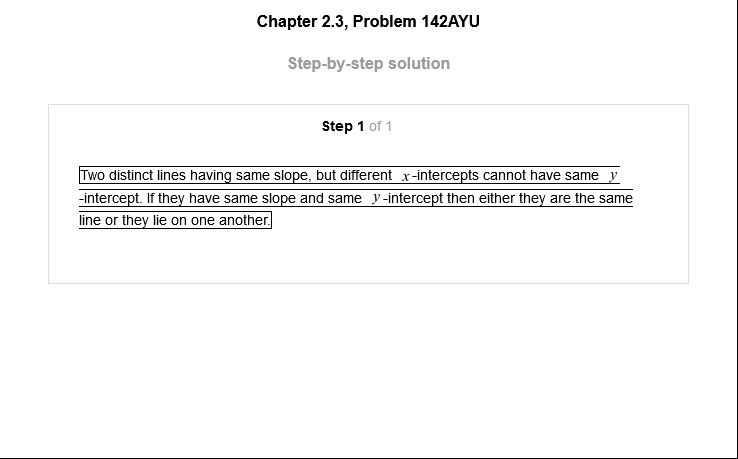 Chapter 2.3, Problem 142AYU
Step-by-step solution
Step 1 of 1
Two distinct lines having same slope, but different x-intercepts cannot have same y
-intercept. If they have same slope and same y-intercept then either they are the same
line or they lie on one another.